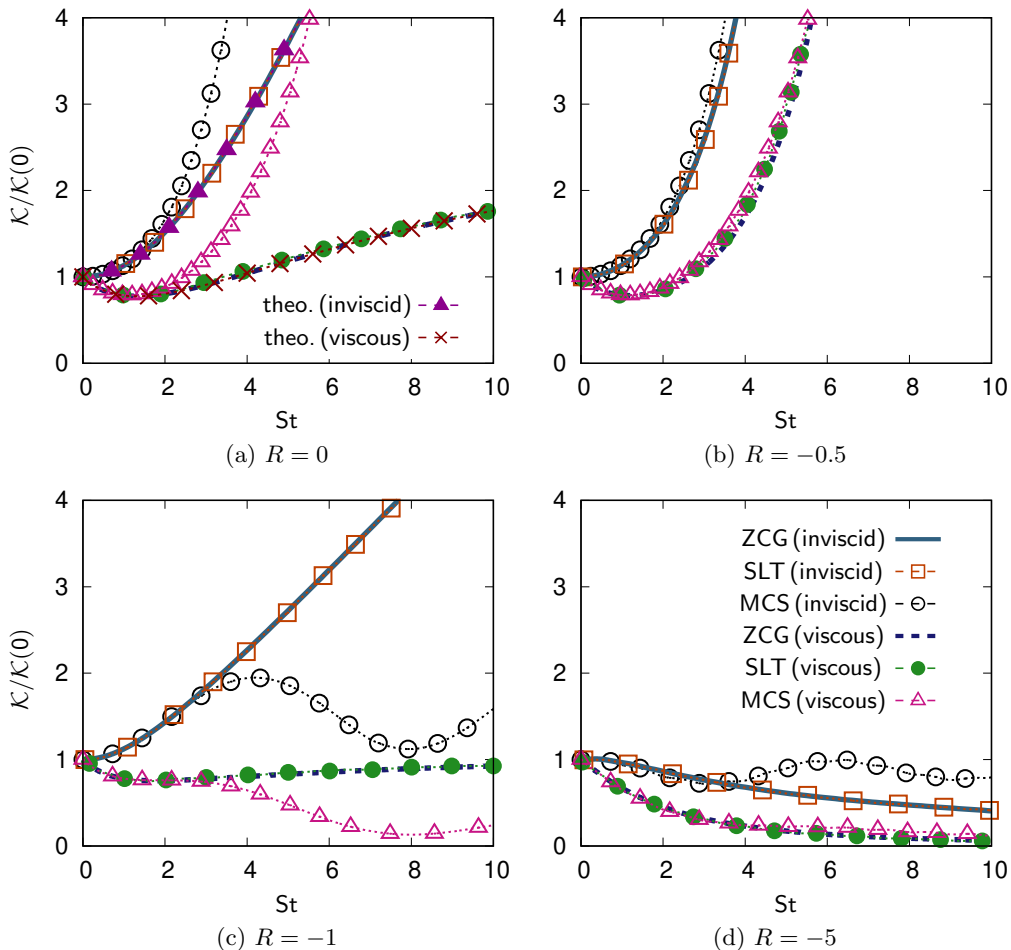 4
3
2
1
0
0 2 4 6 8 10
𝒦/𝒦(0)
St
theo. (inviscid)
theo. (viscous)
(a) R = 0
4
3
2
1
0
0 2 4 6 8 10
St
(b) R = −0.5
4
3
2
1
0
0 2 4 6 8 10
𝒦/𝒦(0)
St
(c) R = −1
4
3
2
1
0
0 2 4 6 8 10
St
ZCG (inviscid)
SLT (inviscid)
MCS (inviscid)
ZCG (viscous)
SLT (viscous)
MCS (viscous)
(d) R = −5